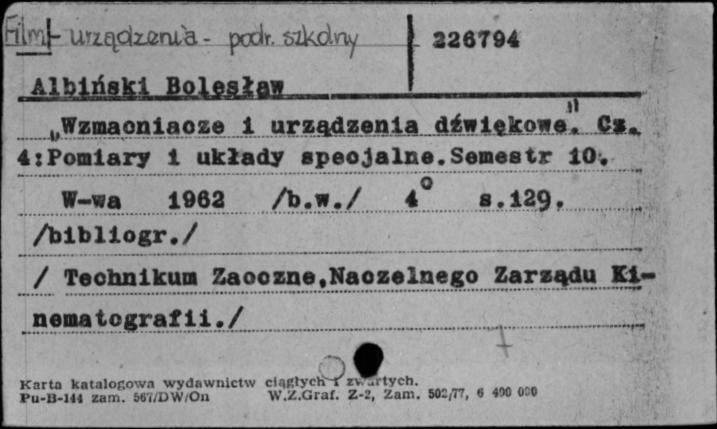 Film - urządzenia - podr. szkolny
226794
Albiński Bolesław
„Wzmacniacze i urządzenia dźwiękowe". Cz.
4:Pomiary i układy specjalne.Semestr 10.
W-wa 1962 /b.w./ 4° s.129.
/bibliogr./
/ Technikum Zaoczne,Naczelnego Zarządu Ki-
nematografii./
Karta katalogowa wydawnictw ciągłych i zwartych.
Pu-B-144 zam. 567/DW/On W.Z.Graf. Z-2, Zam. 502/77, 6 400 000